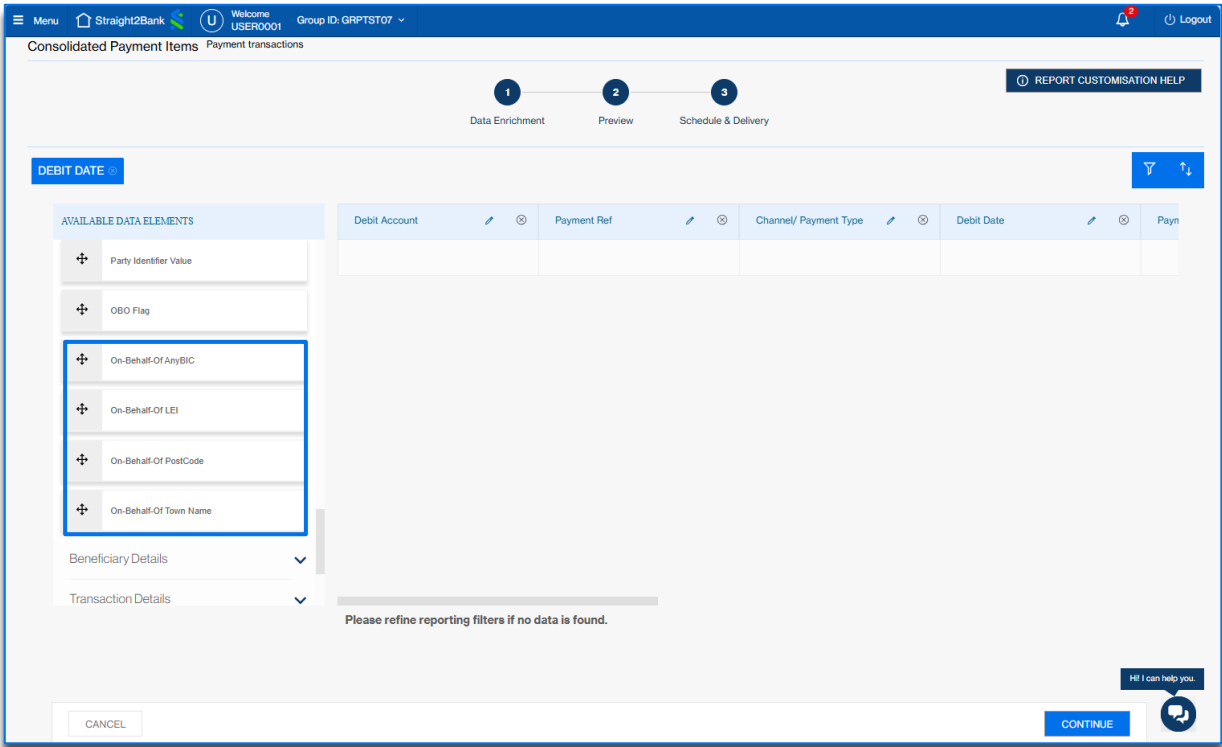 Menu Straight2Bank U Welcome USER0001 Group ID: GRPTST07 2 Logout
Consolidated Payment Items Payment transactions
REPORT CUSTOMISATION HELP
1 2 3
Data Enrichment Preview Schedule & Delivery
DEBIT DATE
AVAILABLE DATA ELEMENTS
Debit Account Payment Ref Channel/ Payment Type Debit Date Payn
Party Identifier Value
OBO Flag
On-Behalf-Of AnyBIC
On-Behalf-Of LEI
On-Behalf-Of PostCode
On-Behalf-Of Town Name
Beneficiary Details
Transaction Details
Please refine reporting filters if no data is found.
Hi! I can help you.
CANCEL CONTINUE